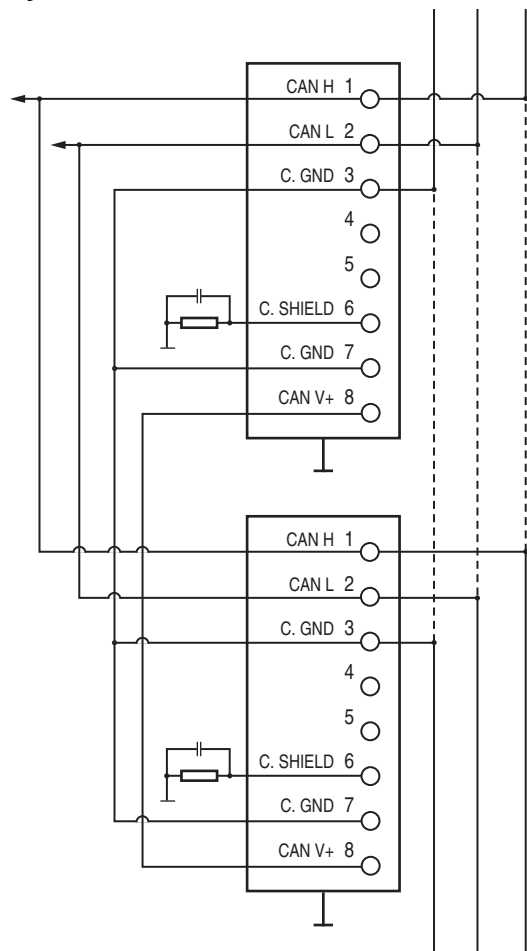 CAN H 1
CAN L 2
C. GND 3
4
5
C. SHIELD 6
C. GND 7
CAN V+ 8
CAN H 1
CAN L 2
C. GND 3
4
5
C. SHIELD 6
C. GND 7
CAN V+ 8